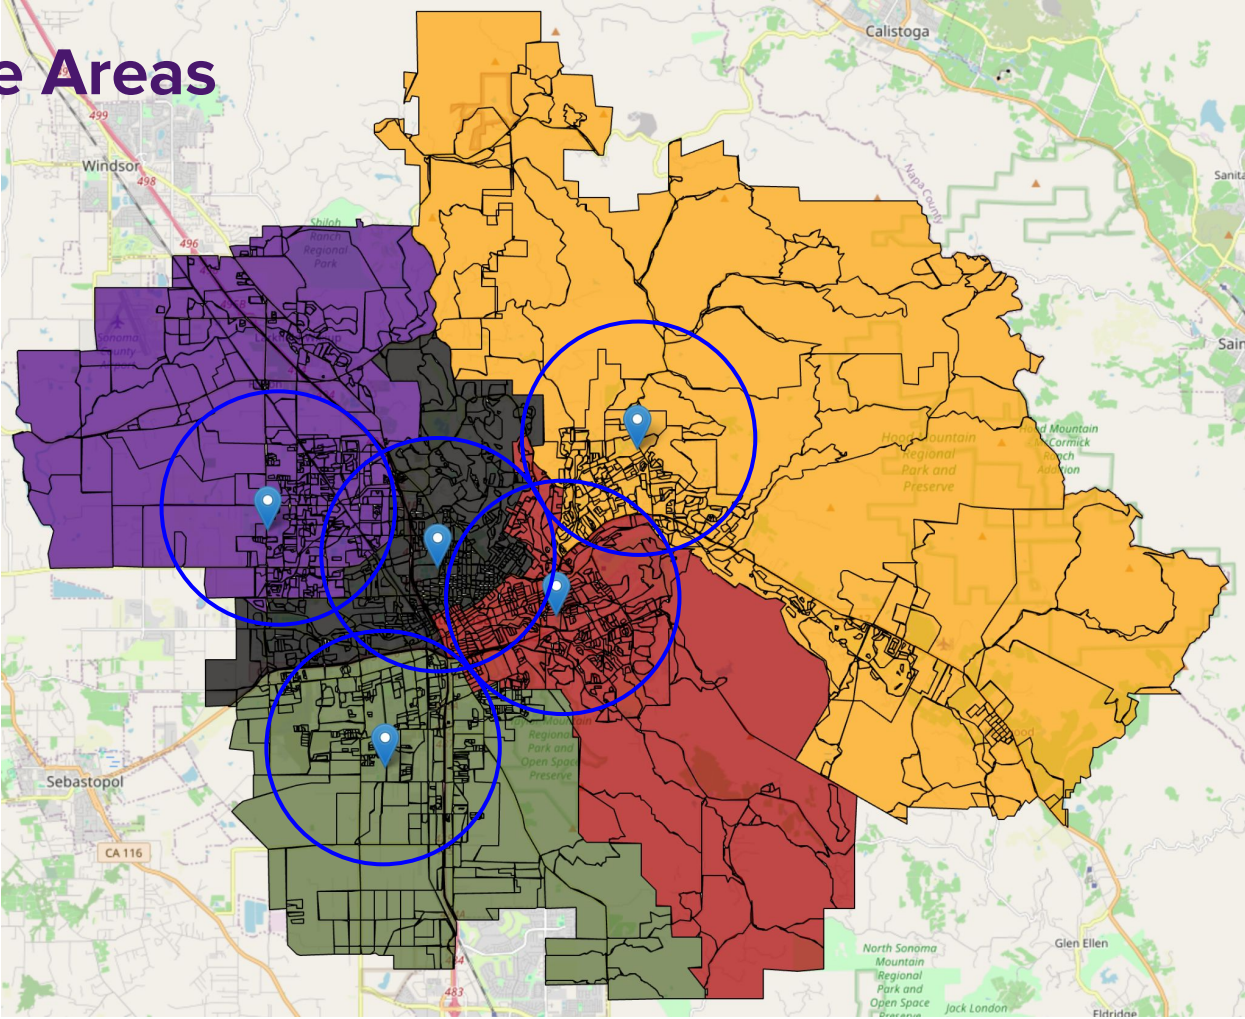 e Areas
Calistoga
499
Windsor
498
Napa County
Sanita
496
Shiloh
Ranch
Regional
Park
Sonoma
County
Airport
Sain
Hood Mountain
Regional
Park and
Preserve
Hood Mountain
McCormick
Ranch
Addition
Regional
Park and
Open Space
Preserve
Sebastopol
CA 116
Glen Ellen
North Sonoma
Mountain
Regional
Park and
Open Space
Preserve
Jack London
483
Eldridge